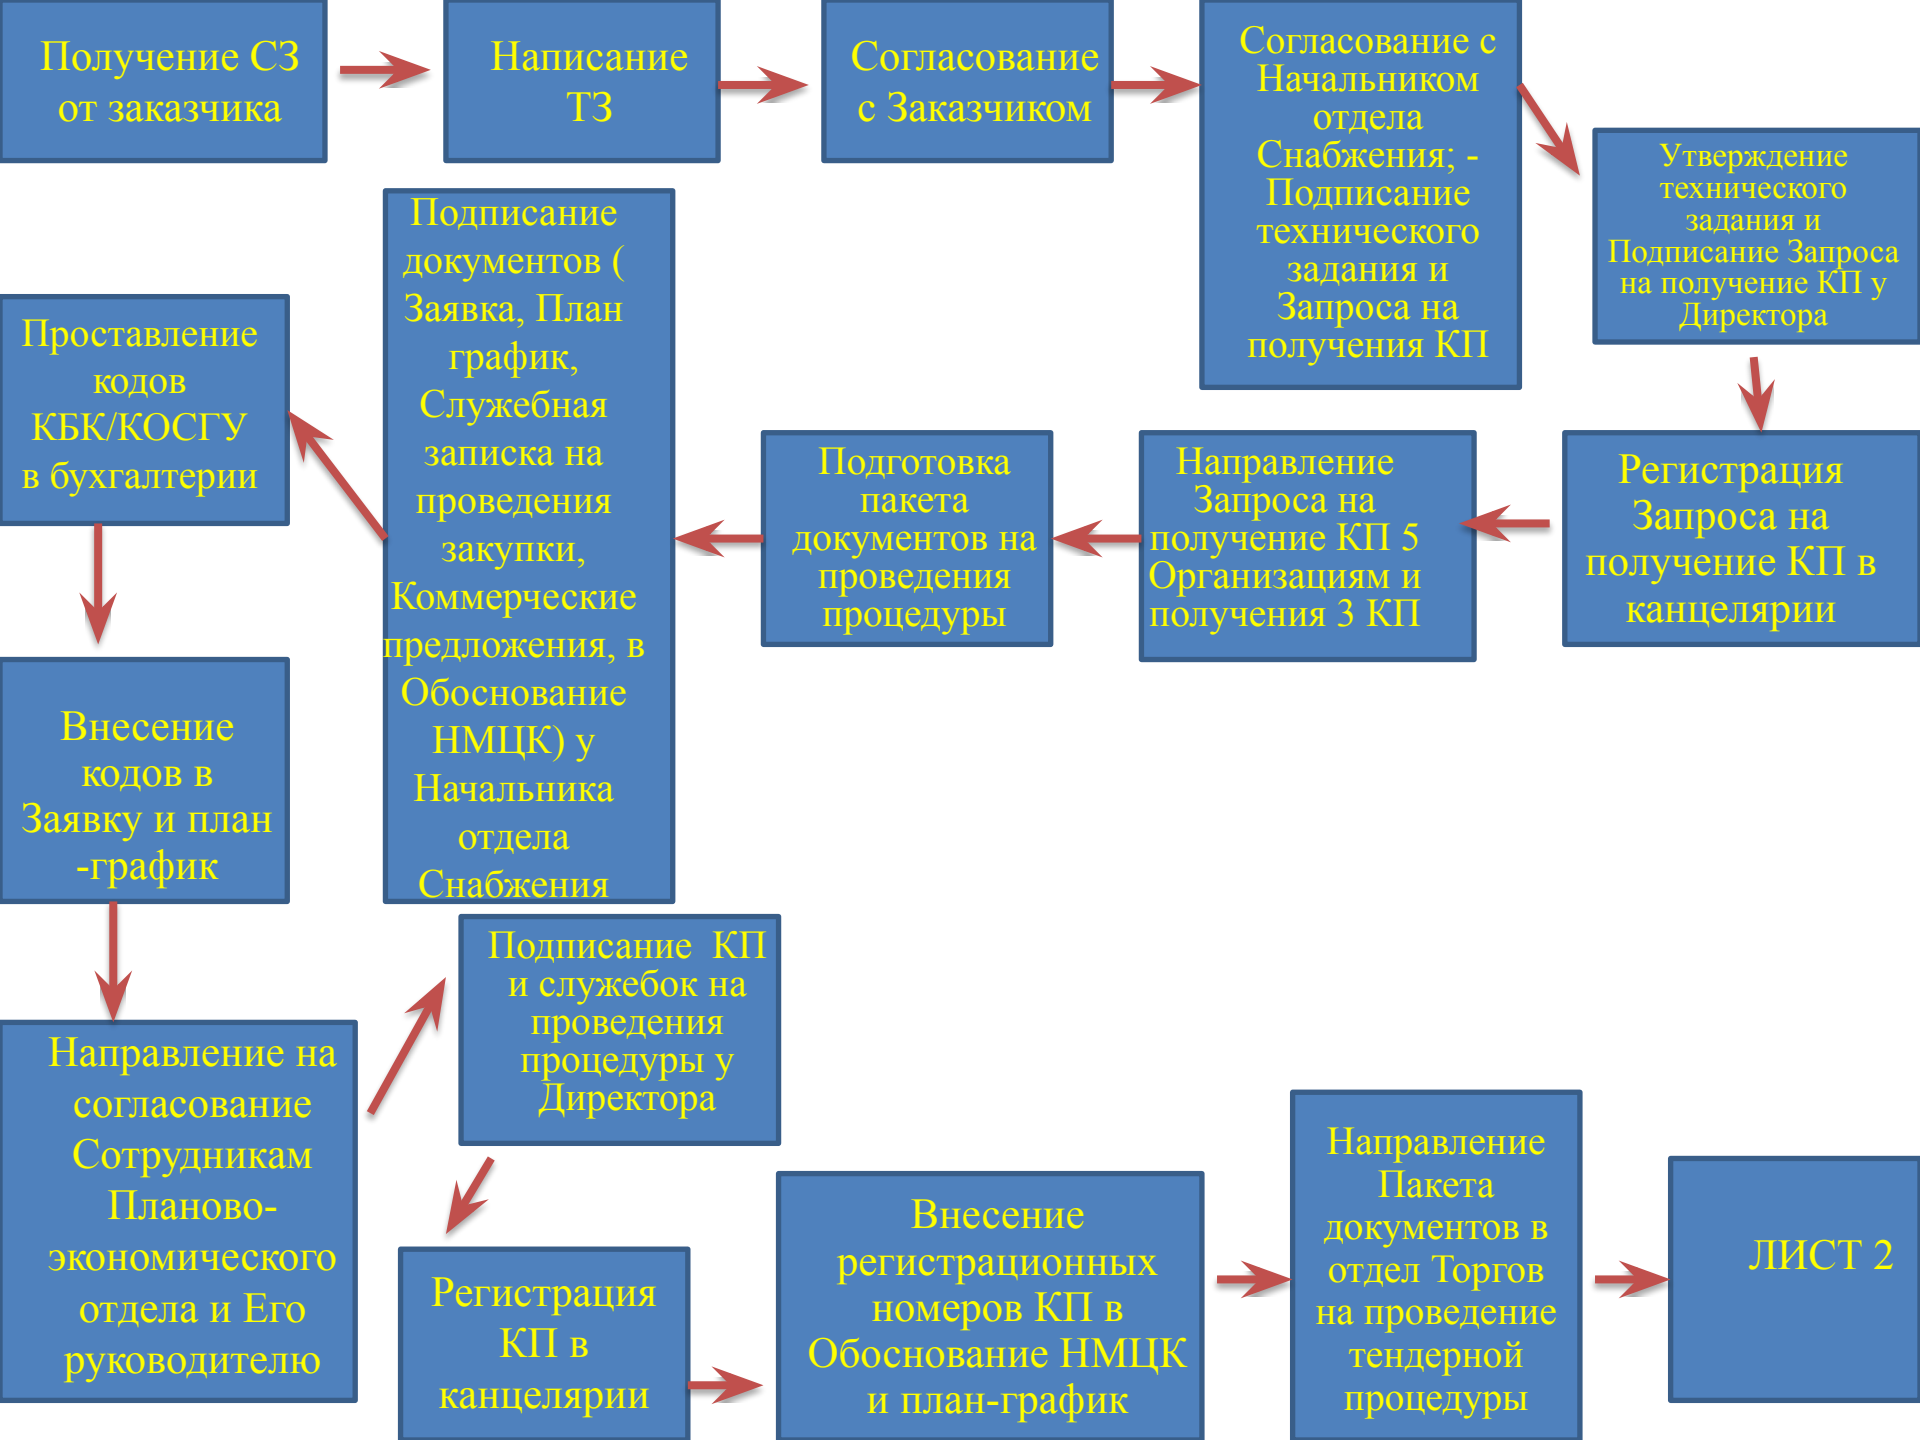 Получение СЗ
от заказчика
Написание
ТЗ
Согласование
с Заказчиком
Согласование с
Начальником
отдела
Снабжения; -
Подписание
технического
задания и
Запроса на
получения КП
Утверждение
технического
задания и
Подписание Запроса
на получение КП у
Директора
Регистрация
Запроса на
получение КП в
канцелярии
Направление
Запроса на
получение КП 5
Организациям и
получения 3 КП
Подготовка
пакета
документов на
проведения
процедуры
Подписание
документов (
Заявка, План
график,
Служебная
записка на
проведения
закупки,
Коммерческие
предложения, в
Обоснование
НМЦК) у
Начальника
отдела
Снабжения
Проставление
кодов
КБК/КОСГУ
в бухгалтерии
Внесение
кодов в
Заявку и план
-график
Направление на
согласование
Сотрудникам
Планово-
экономического
отдела и Его
руководителю
Подписание  КП
и служебок на
проведения
процедуры у
Директора
Регистрация
КП в
канцелярии
Внесение
регистрационных
номеров КП в
Обоснование НМЦК
и план-график
Направление
Пакета
документов в
отдел Торгов
на проведение
тендерной
процедуры
ЛИСТ 2